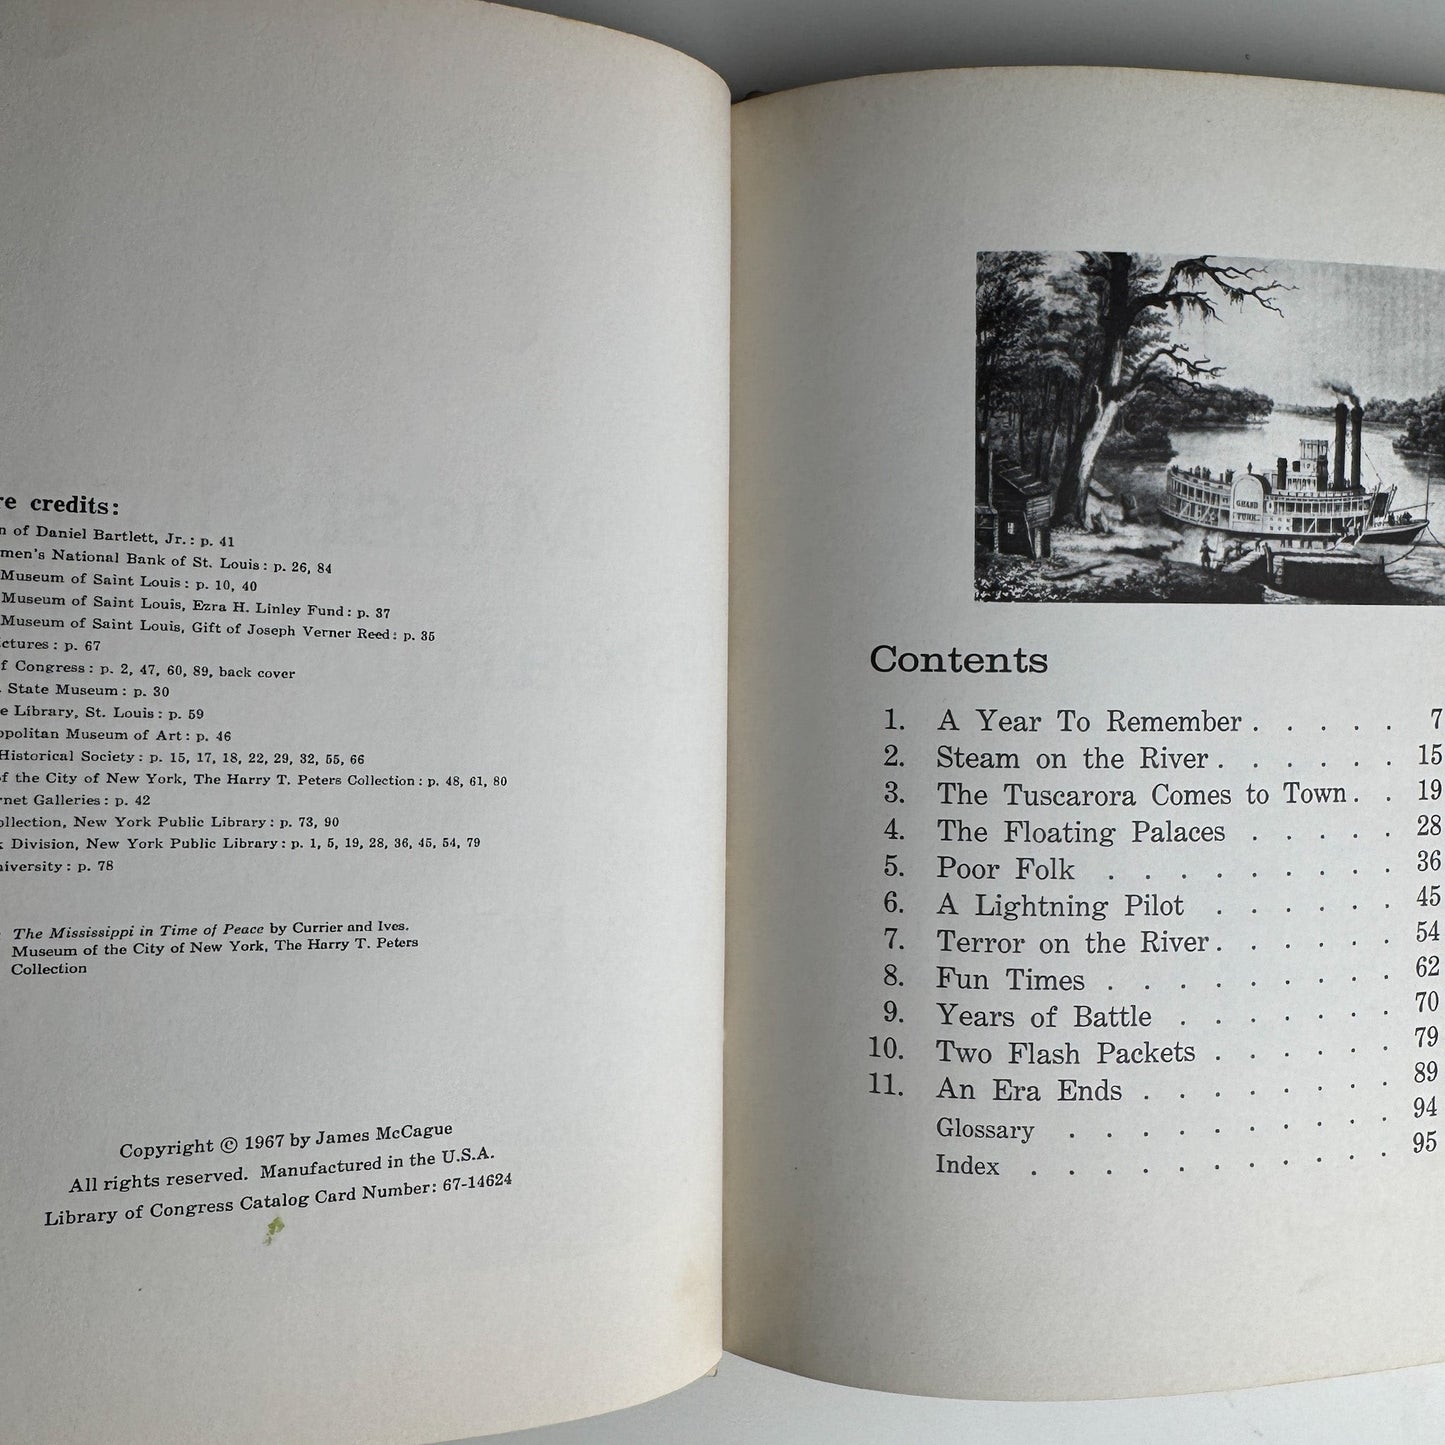 credits:
of Daniel Bartlett, Jr.: p. 41
National Bank of St. Louis: p. 26, 84
Museum of Saint Louis: p. 10, 40
Museum of Saint Louis, Ezra H. Linley Fund: p. 37
Museum of Saint Louis, Gift of Joseph Verner Reed: p. 35
p. 67
Congress: p. 2, 47, 60, 89, back cover
State Museum: p. 30
Library, St. Louis: p. 59
Museum of Art: p. 46
Historical Society: p. 15, 17, 18, 22, 29, 32, 55, 66
of the City of New York, The Harry T. Peters Collection: p. 48, 61, 80
Galleries: p. 42
New York Public Library: p. 73, 90
Division, New York Public Library: p. 1, 5, 19, 28, 36, 45, 54, 79
p. 78
The Mississippi in Time of Peace by Currier and Ives.
Museum of the City of New York, The Harry T. Peters
Collection
Copyright © 1967 by James McCague
All rights reserved. Manufactured in the U.S.A.
Library of Congress Catalog Card Number: 67-14624
GRAND
TURK
Contents
1. A Year To Remember . . . . . 7
2. Steam on the River . . . . . . 15
3. The Tuscarora Comes to Town . . 19
4. The Floating Palaces . . . . . 28
5. Poor Folk . . . . . . . . . 36
6. A Lightning Pilot . . . . . . 45
7. Terror on the River . . . . . . 54
8. Fun Times . . . . . . . . . 62
9. Years of Battle . . . . . . . 70
10. Two Flash Packets . . . . . . 79
11. An Era Ends . . . . . . . . 89
Glossary . . . . . . . . . . 94
Index . . . . . . . . . . . 95